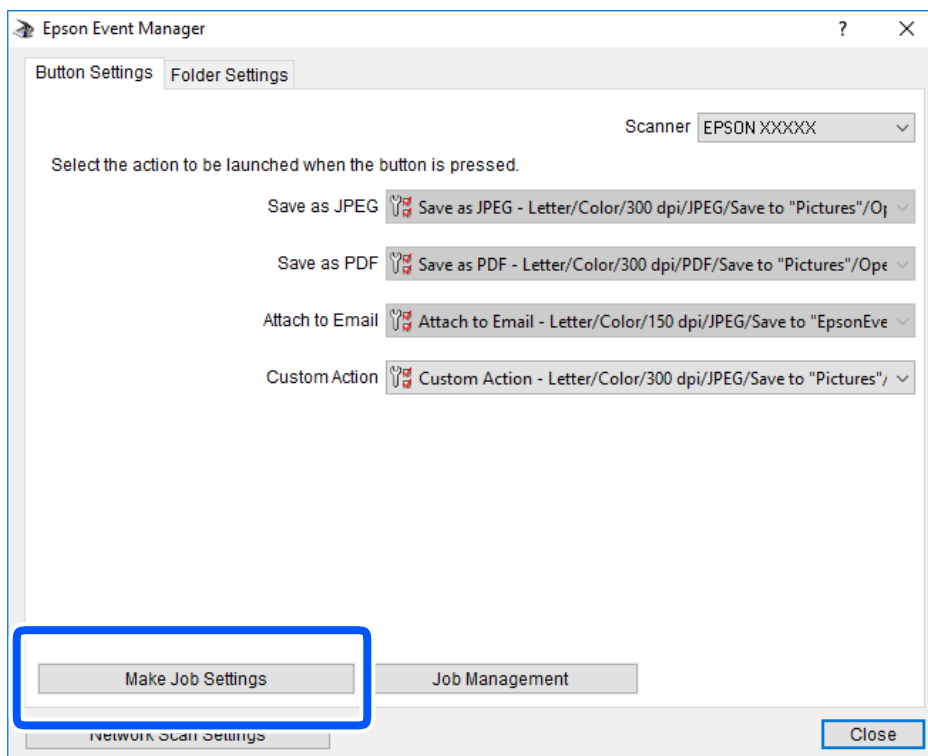 Epson Event Manager
Button Settings Folder Settings
Scanner EPSON XXXXX
Select the action to be launched when the button is pressed.
Save as JPEG Save as JPEG - Letter/Color/300 dpi/JPEG/Save to "Pictures"/Op
Save as PDF Save as PDF - Letter/Color/300 dpi/PDF/Save to "Pictures"/Ope
Attach to Email Attach to Email - Letter/Color/150 dpi/JPEG/Save to "EpsonEve
Custom Action Custom Action - Letter/Color/300 dpi/JPEG/Save to "Pictures"/
Make Job Settings Job Management
Network Scan Settings Close